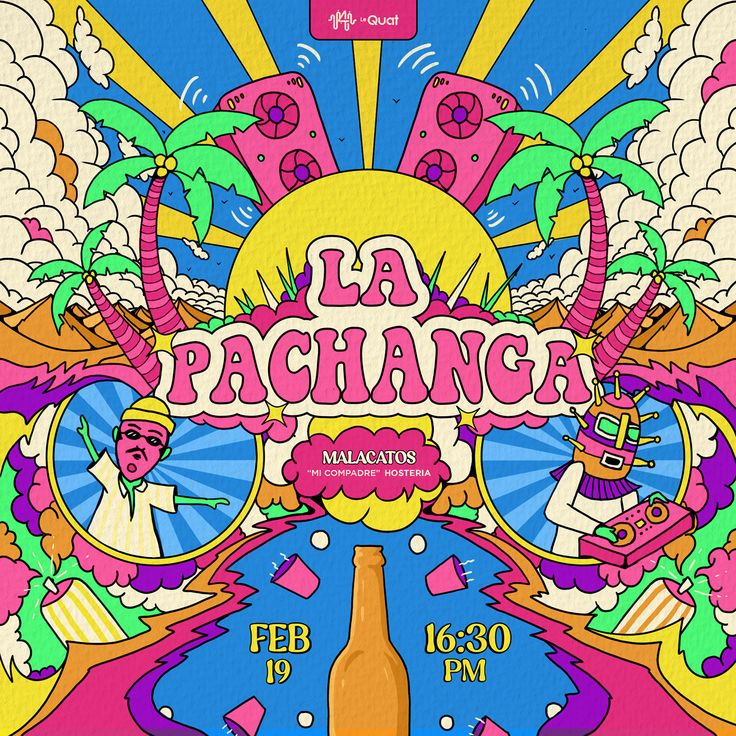 La Quat
LA
PACHANGA
MALACATOS
"MI COMPADRE" HOSTERIA
FEB
19
16:30
PM